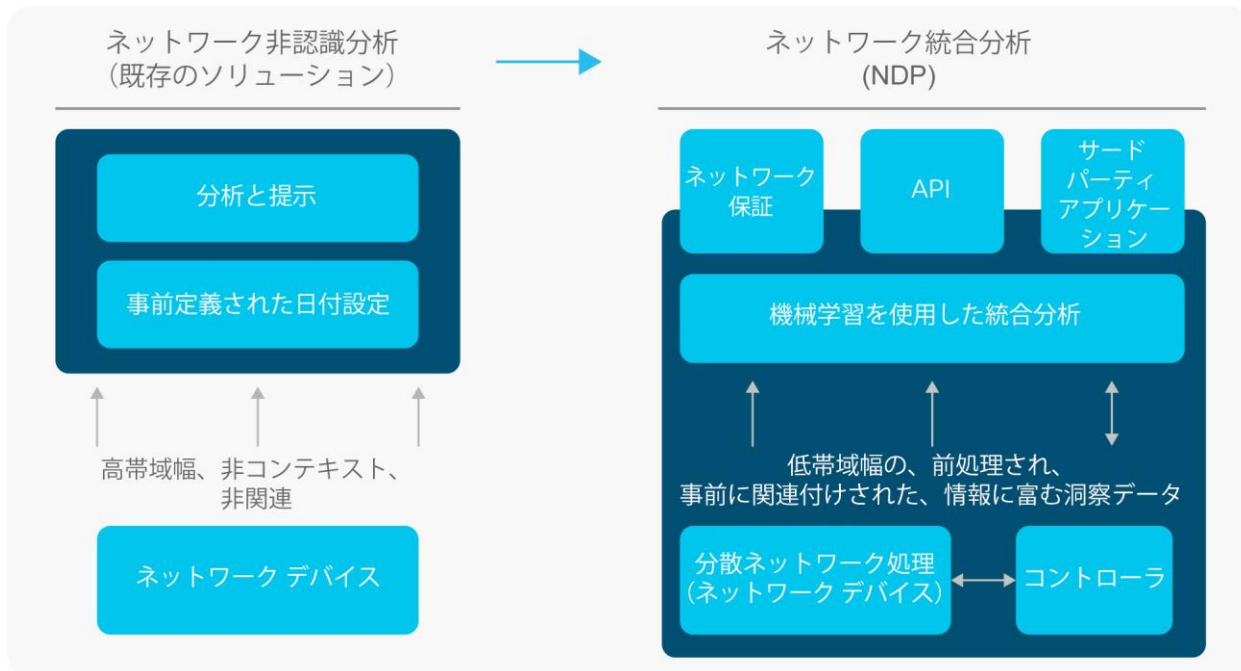 ネットワーク非認識分析
（既存のソリューション）
分析と提示
事前定義された日付設定
高帯域幅、非コンテキスト、
非関連
ネットワーク デバイス
ネットワーク統合分析
(NDP)
ネットワーク
保証
API
サード
パーティ
アプリケー
ション
機械学習を使用した統合分析
低帯域幅の、前処理され、
事前に関連付けされた、情報に富む洞察データ
分散ネットワーク処理
（ネットワーク デバイス）
コントローラ